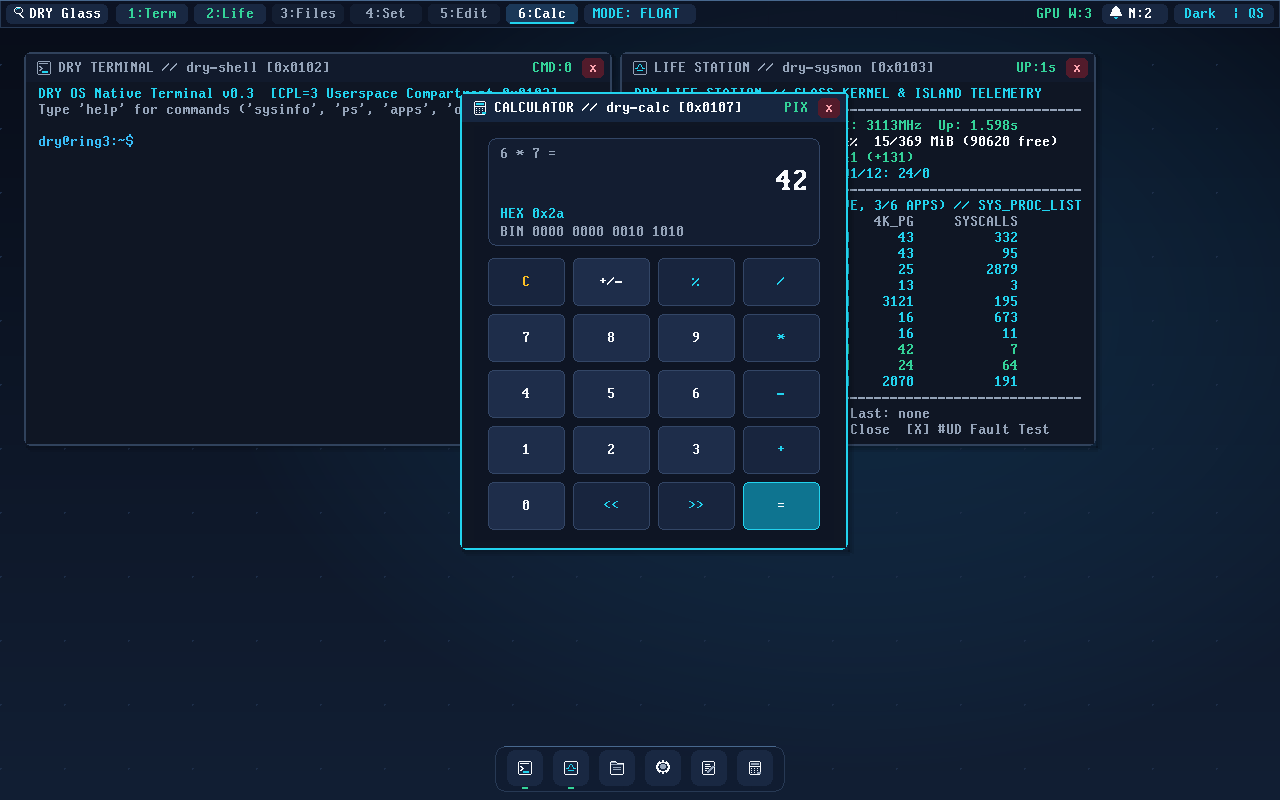 DRY Glass 1:Term 2:Life 3:Files 4:Set 5:Edit 6:Calc MODE: FLOAT GPU W:3 N:2 Dark ¦ QS
DRY TERMINAL // dry-shell [0x0102] CMD:0 x
DRY OS Native Terminal v0.3 [CPL=3 Userspace
Type 'help' for commands ('sysinfo', 'ps', 'apps',
dry@ring3:~$
LIFE STATION // dry-sysmon [0x0103] UP:1s x
KERNEL & ISLAND TELEMETRY
: 3113MHz Up: 1.598s
% 15/369 MiB (90620 free)
1 (+131)
1/12: 24/0
E, 3/6 APPS) // SYS_PROC_LIST
4K_PG SYSCALLS
43 332
43 95
25 2879
13 3
3121 195
16 673
16 11
42 7
24 64
2070 191
Last: none
Close [X] #UD Fault Test
CALCULATOR // dry-calc [0x0107] PIX x
6 * 7 =
42
HEX 0x2a
BIN 0000 0000 0010 1010
C +/- % /
7 8 9 *
4 5 6 -
1 2 3 +
0 << >> =